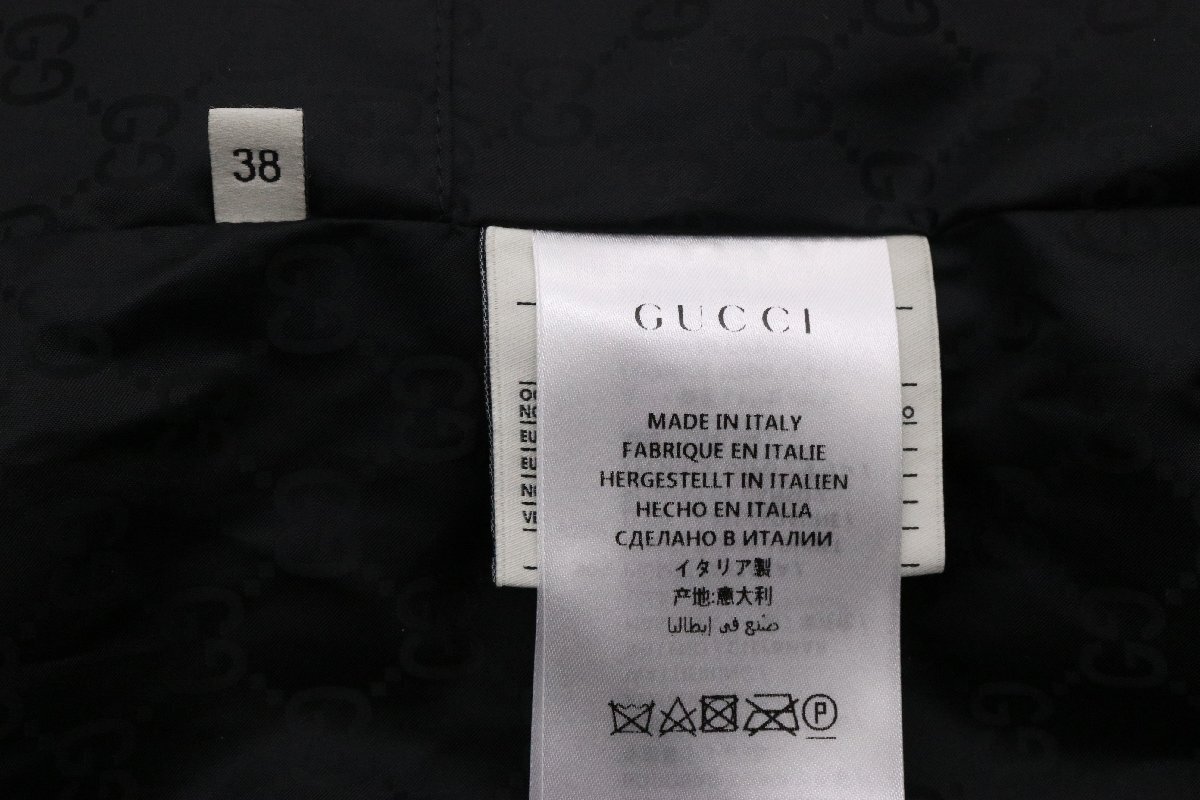 38
GUCCI
MADE IN ITALY
FABRIQUE EN ITALIE
HERGESTELLT IN ITALIEN
HECHO EN ITALIA
СДЕЛАНО В ИТАЛИИ
イタリア製
产地:意大利
صنع في إيطاليا
P